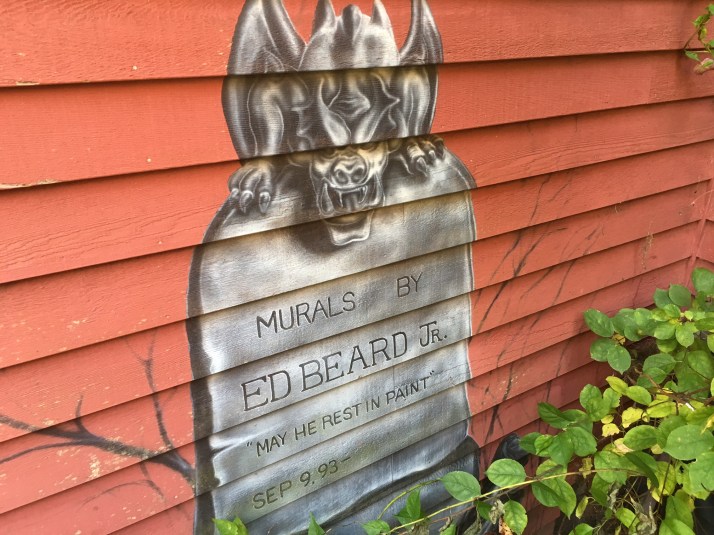 MURALS BY
ED BEARD JR.
"MAY HE REST IN PAINT"
SEP 9, 93-